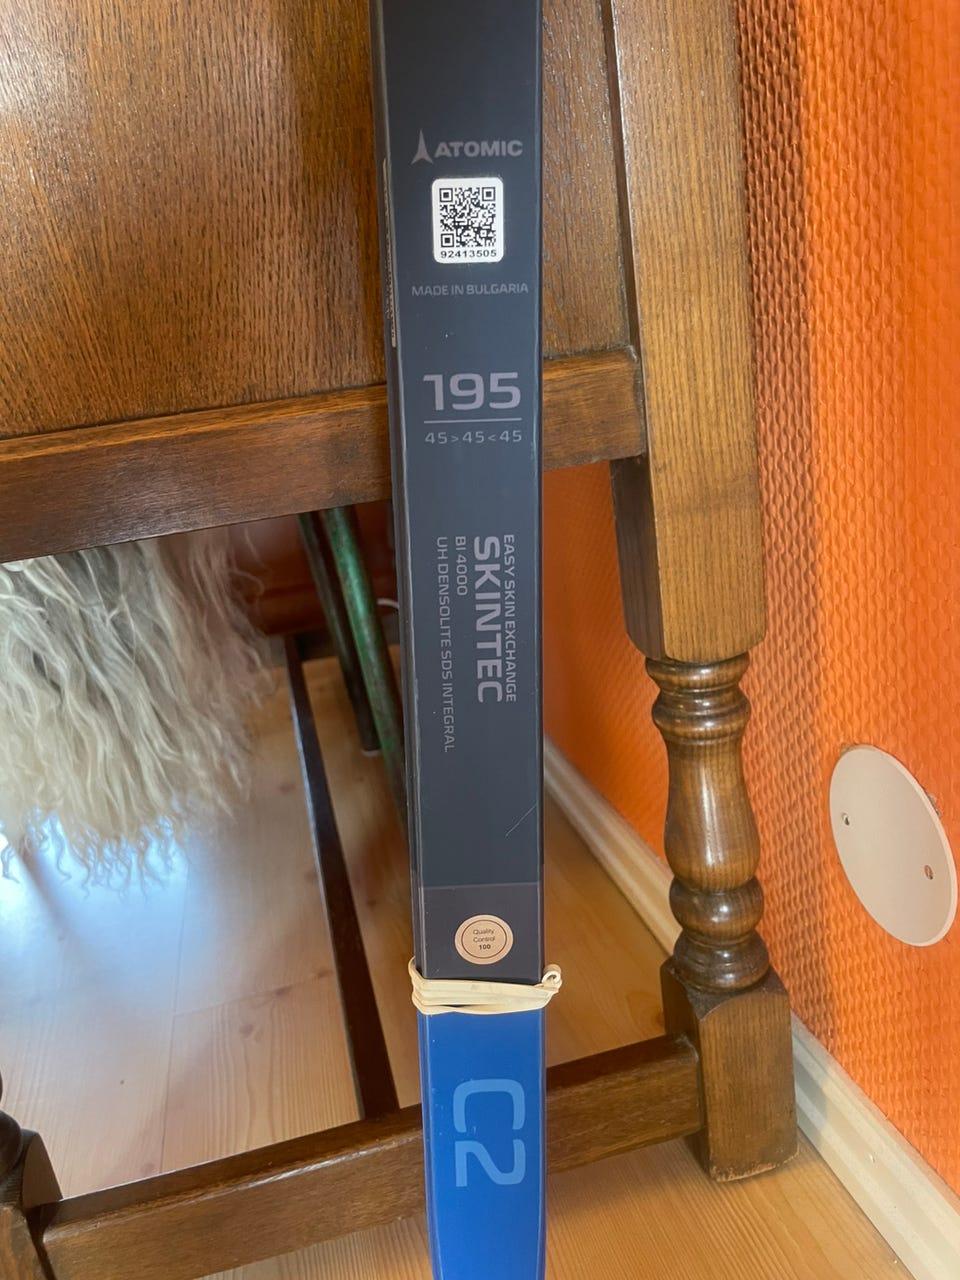 ATOMIC
92413505
MADE IN BULGARIA
195
45>45<45
EASY SKIN EXCHANGE
SKINTEC
BI 4000
UH DENSOLITE SDS INTEGRAL
Quality
Control
100
C2